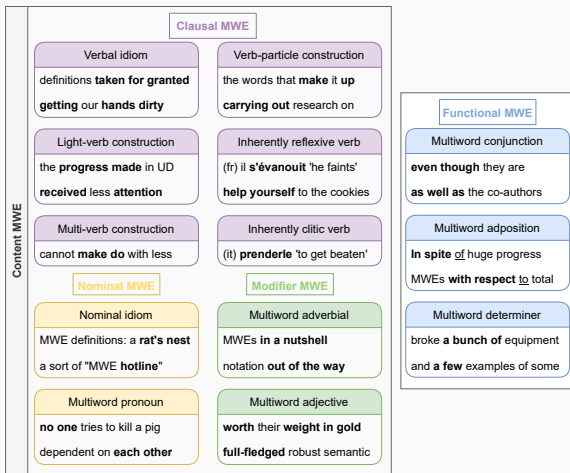 Content MWE
Clausal MWE
Verbal idiom
definitions taken for granted
getting our hands dirty
Verb-particle construction
the words that make it up
carrying out research on
Light-verb construction
the progress made in UD
received less attention
Inherently reflexive verb
(fr) il s'évanouit 'he faints'
help yourself to the cookies
Multi-verb construction
cannot make do with less
Inherently clitic verb
(it) prenderle 'to get beaten'
Nominal MWE
Nominal idiom
MWE definitions: a rat's nest
a sort of "MWE hotline"
Multiword pronoun
no one tries to kill a pig
dependent on each other
Modifier MWE
Multiword adverbial
MWEs in a nutshell
notation out of the way
Multiword adjective
worth their weight in gold
full-fledged robust semantic
Functional MWE
Multiword conjunction
even though they are
as well as the co-authors
Multiword adposition
In spite of huge progress
MWEs with respect to total
Multiword determiner
broke a bunch of equipment
and a few examples of some